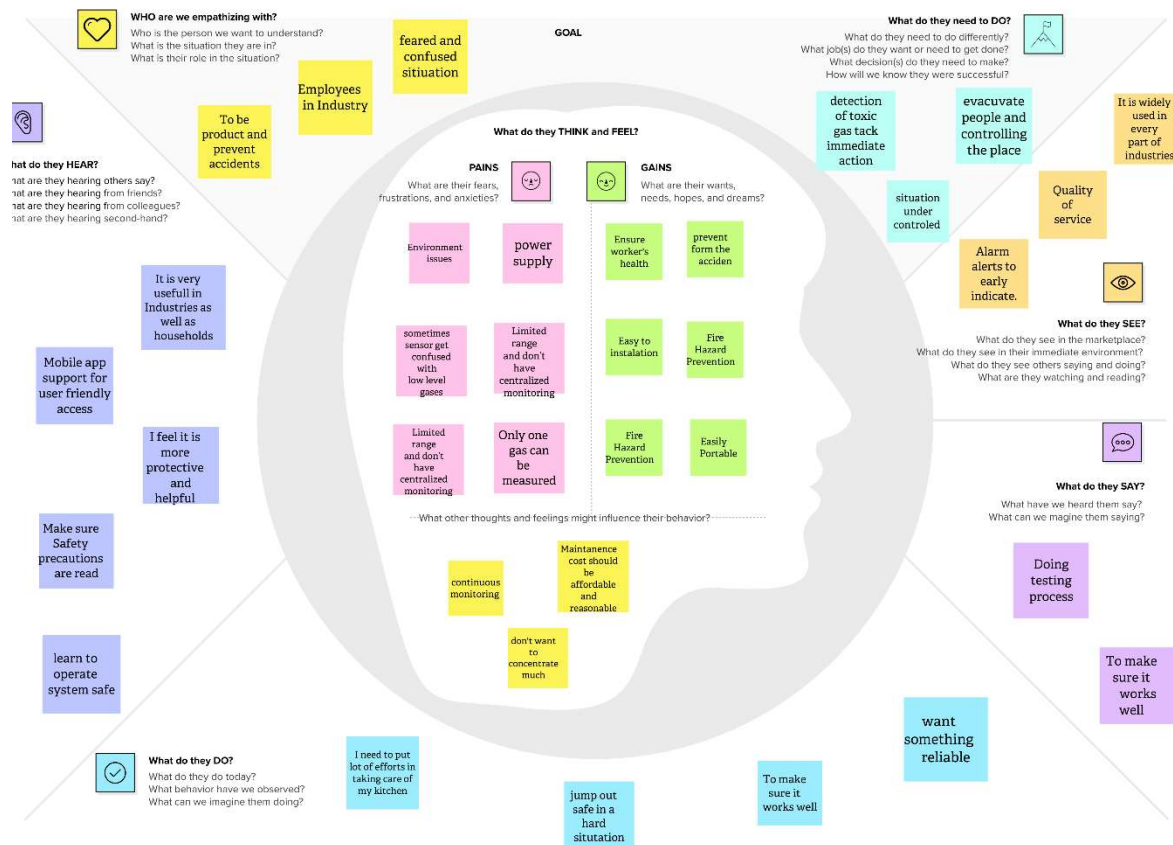 WHO are we empathizing with?
Who is the person we want to understand?
What is the situation they are in?
What is their role in the situation?
feared and
confused
sitiuation
Employees
in Industry
To be
product and
prevent
accidents
GOAL
What do they need to DO?
What do they need to do differently?
What job(s) do they want or need to get done?
What decision(s) do they need to make?
How will we know they were successful?
detection
of toxic
gas tack
immediate
action
evacuvate
people and
controlling
the place
situation
under
controled
It is widely
used in
every
part of
industries
Quality
of
service
Alarm
alerts to
early
indicate.
What do they SEE?
What do they see in the marketplace?
What do they see in their immediate environment?
What do they see others saying and doing?
What are they watching and reading?
hat do they HEAR?
hat are they hearing others say?
hat are they hearing from friends?
hat are they hearing from colleagues?
hat are they hearing second-hand?
It is very
usefull in
Industries as
well as
households
Mobile app
support for
user friendly
access
I feel it is
more
protective
and
helpful
Make sure
Safety
precautions
are read
learn to
operate
system safe
What do they THINK and FEEL?
PAINS
What are their fears,
frustrations, and anxieties?
Environment
issues
power
supply
sometimes
sensor get
confused
with
low level
gases
Limited
range
and don't
have
centralized
monitoring
Limited
range
and don't
have
centralized
monitoring
Only one
gas can
be
measured
GAINS
What are their wants,
needs, hopes, and dreams?
Ensure
worker's
health
prevent
form the
acciden
Easy to
instalation
Fire
Hazard
Prevention
Fire
Hazard
Prevention
Easily
Portable
What other thoughts and feelings might influence their behavior?
continuous
monitoring
Maintanence
cost should
be
affordable
and
reasonable
don't want
to
concentrate
much
What do they SAY?
What have we heard them say?
What can we magine them saying?
Doing
testing
process
To make
sure it
works
well
What do they DO?
What do they do today?
What behavior have we observed?
What can we imagine them doing?
I need to put
lot of efforts in
taking care of
my kitchen
jump out
safe in a
hard
situtation
To make
sure it
works well
want
something
reliable